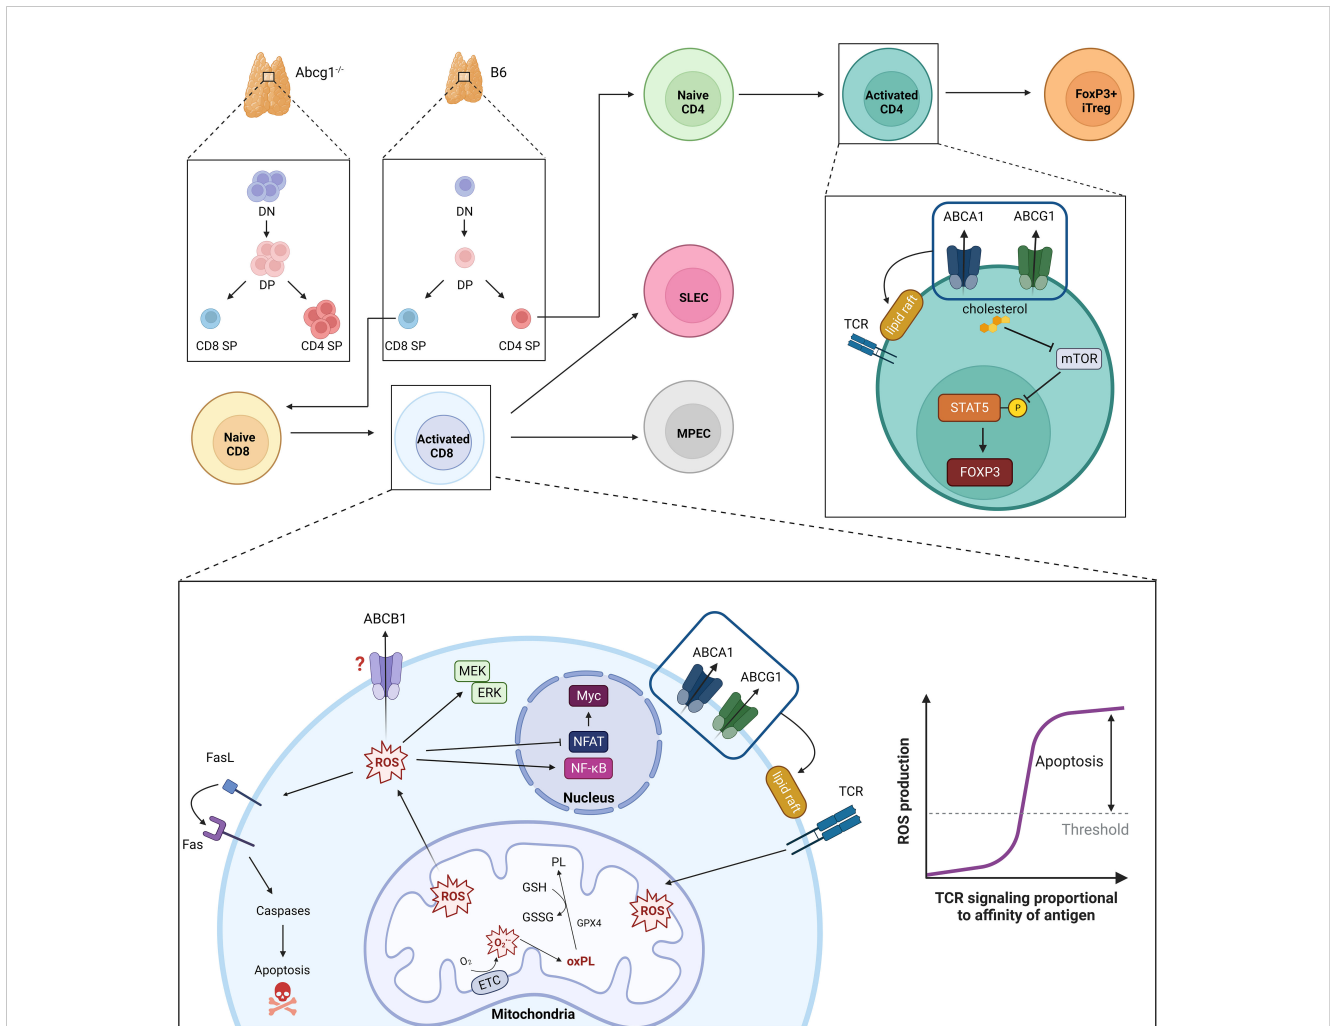 Abcg1-/-
B6
DN
DP
CD8 SP
CD4 SP
DN
DP
CD8 SP
CD4 SP
Naive
CD4
Activated
CD4
FoxP3+
iTreg
SLEC
MPEC
Naive
CD8
Activated
CD8
ABCA1
ABCG1
lipid raft
TCR
cholesterol
mTOR
STAT5
P
FOXP3
ABCB1
?
MEK
ERK
Myc
NFAT
NF-κB
Nucleus
ROS
ABCA1
ABCG1
lipid raft
TCR
FasL
Fas
Caspases
Apoptosis
ROS
PL
GSH
GSSG
GPX4
O₂·-
O₂
ETC
oxPL
ROS
Mitochondria
ROS production
Apoptosis
Threshold
TCR signaling proportional
to affinity of antigen